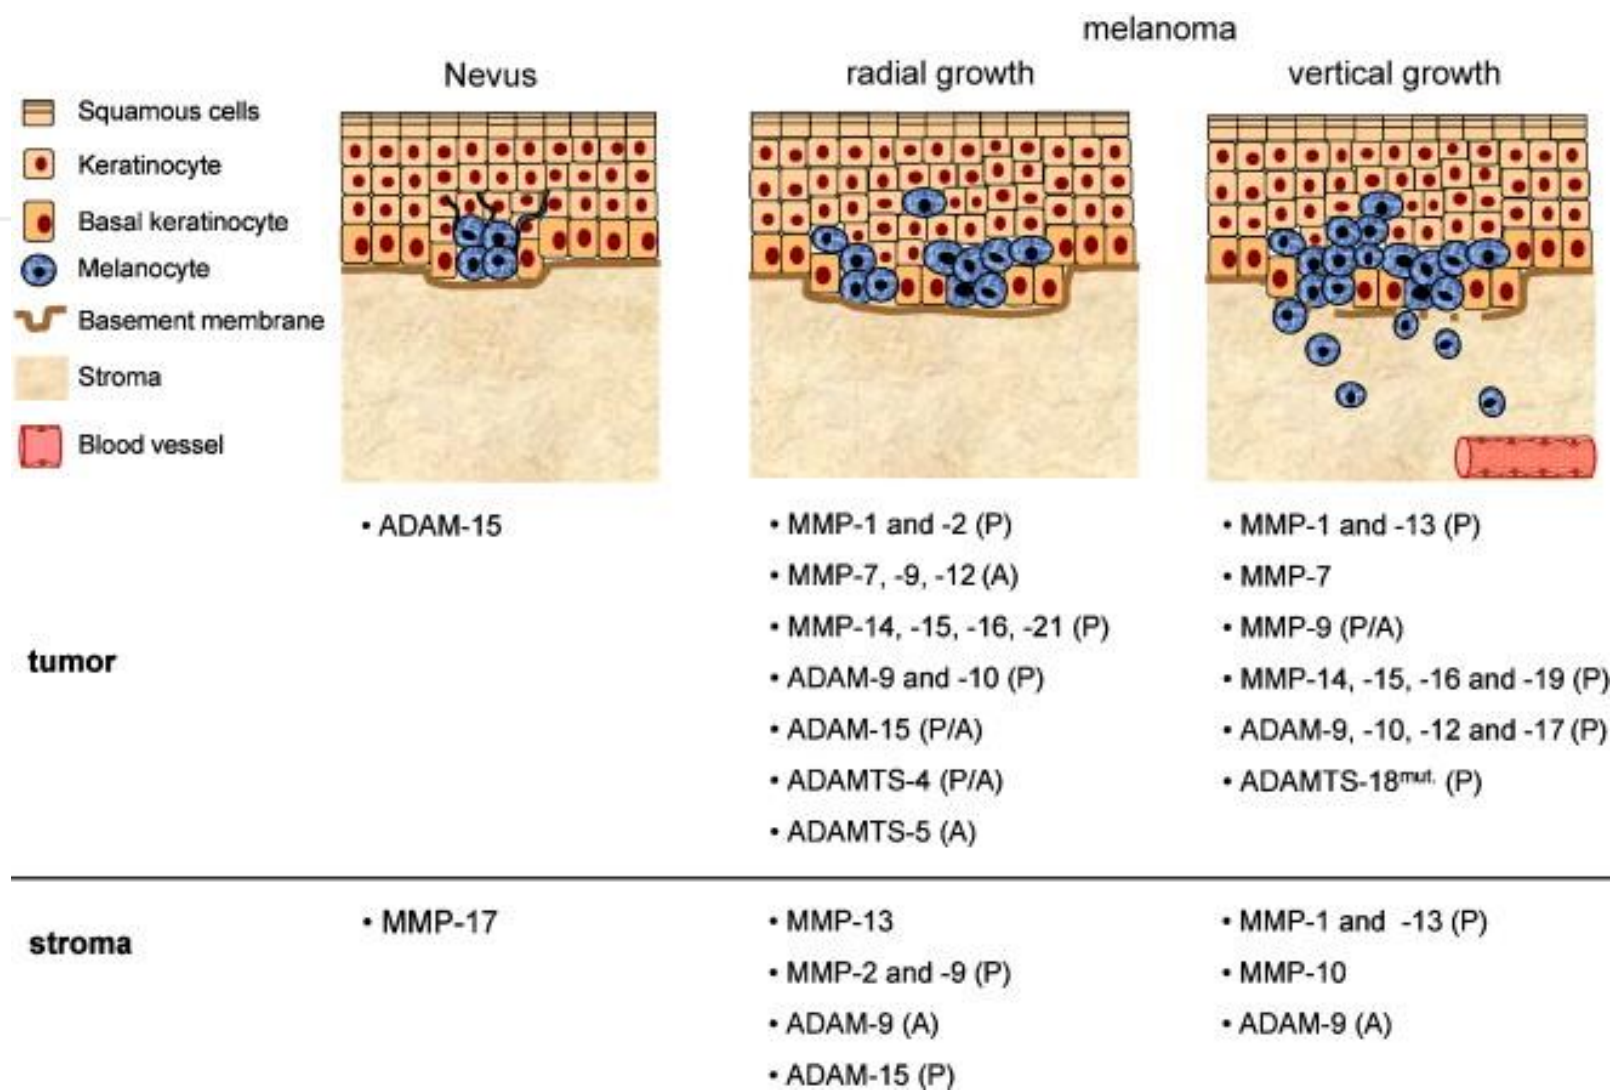 melanoma
Nevus
radial growth
vertical growth
Squamous cells
Keratinocyte
Basal keratinocyte
Melanocyte
Basement membrane
Stroma
Blood vessel
tumor
• ADAM-15
• MMP-1 and -2 (P)
• MMP-7, -9, -12 (A)
• MMP-14, -15, -16, -21 (P)
• ADAM-9 and -10 (P)
• ADAM-15 (P/A)
• ADAMTS-4 (P/A)
• ADAMTS-5 (A)
• MMP-1 and -13 (P)
• MMP-7
• MMP-9 (P/A)
• MMP-14, -15, -16 and -19 (P)
• ADAM-9, -10, -12 and -17 (P)
• ADAMTS-18mut. (P)
stroma
• MMP-17
• MMP-13
• MMP-2 and -9 (P)
• ADAM-9 (A)
• ADAM-15 (P)
• MMP-1 and -13 (P)
• MMP-10
• ADAM-9 (A)